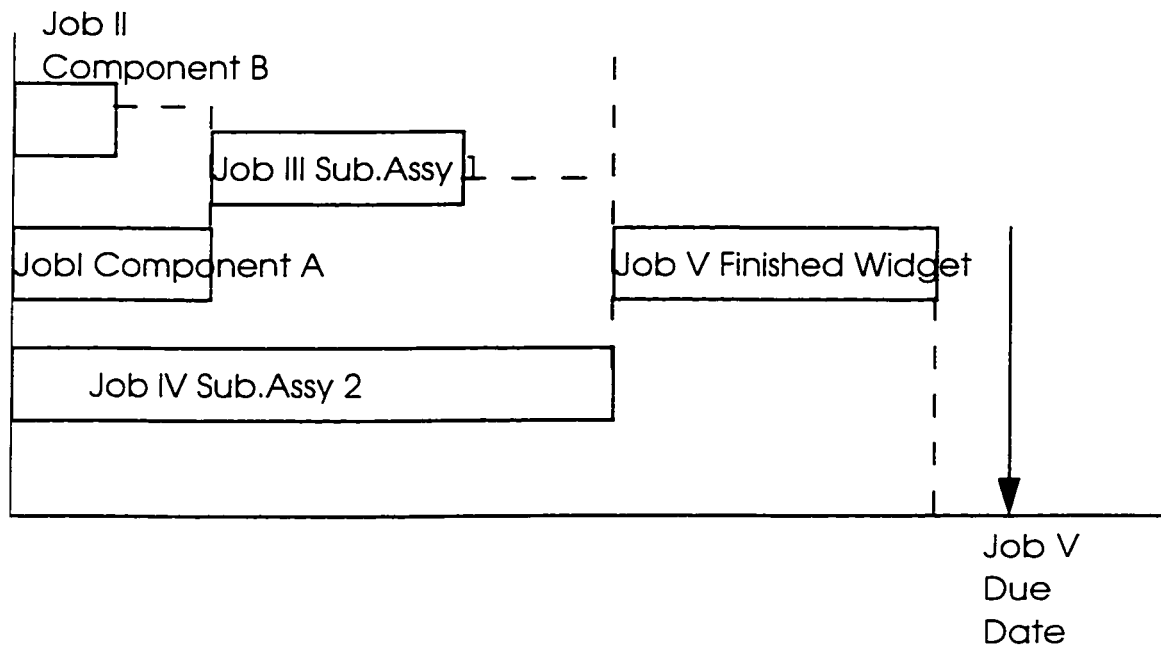 Job II
Component B
Job III Sub.Assy 1
JobI Component A
Job V Finished Widget
Job IV Sub.Assy 2
Job V
Due
Date